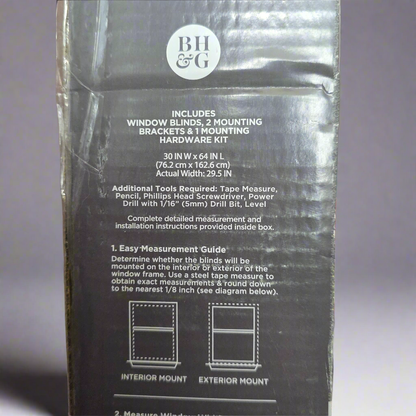 BH
&G
INCLUDES
WINDOW BLINDS, 2 MOUNTING
BRACKETS & 1 MOUNTING
HARDWARE KIT
30 IN W x 64 IN L
(76.2 cm x 162.6 cm)
Actual Width: 29.5 IN
Additional Tools Required: Tape Measure,
Pencil, Phillips Head Screwdriver, Power
Drill with 1/16" (5mm) Drill Bit, Level
Complete detailed measurement and
installation instructions provided inside box.
1. Easy Measurement Guide
Determine whether the blinds will be
mounted on the interior or exterior of the
window frame. Use a steel tape measure to
obtain exact measurements & round down
to the nearest 1/8 inch (see diagram below).
INTERIOR MOUNT
EXTERIOR MOUNT
2. Measure Window